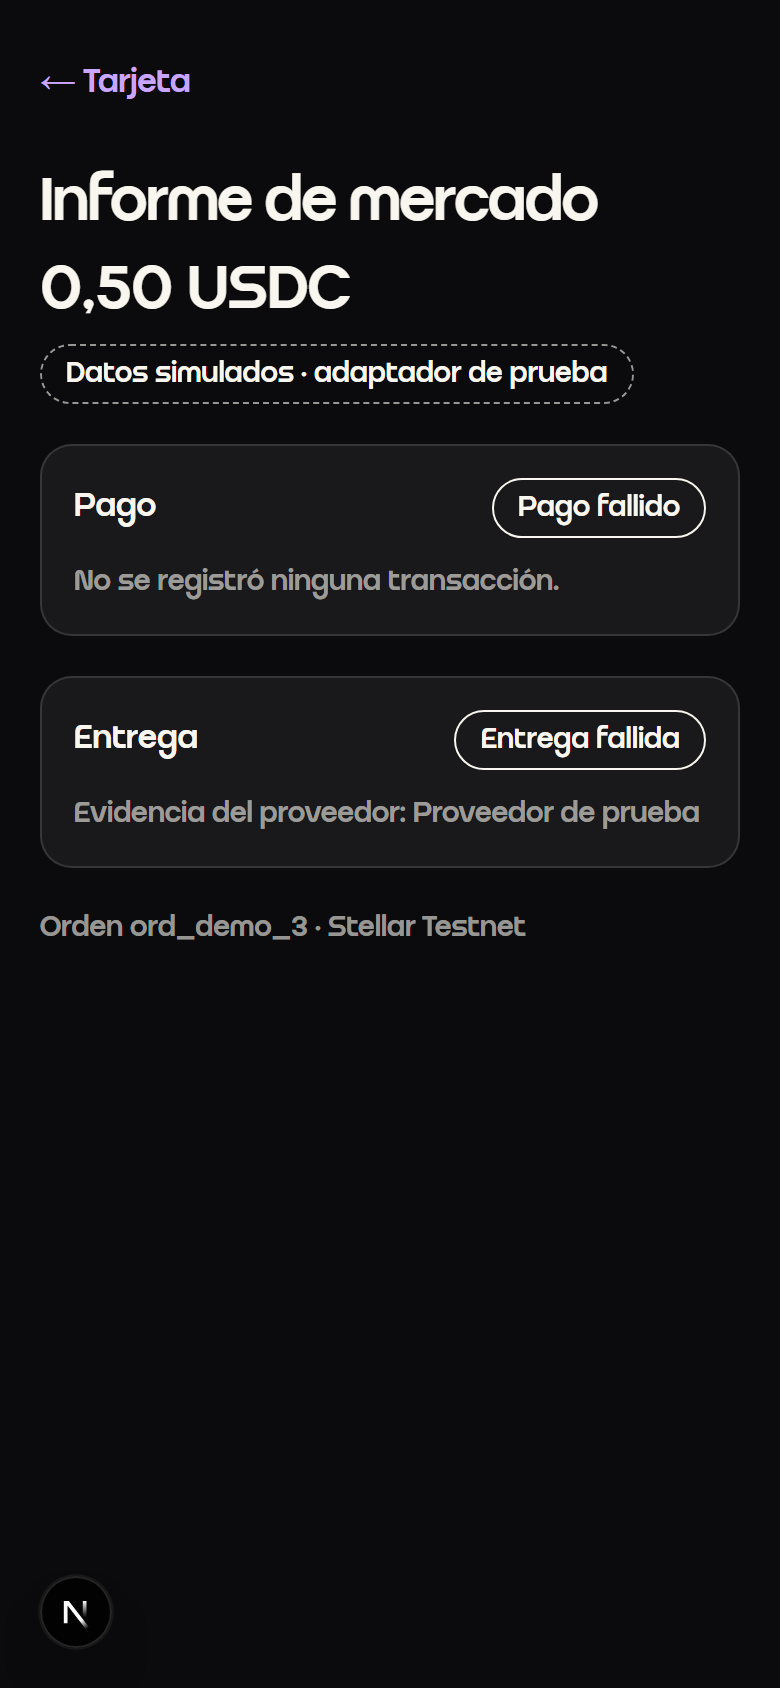 ← Tarjeta
Informe de mercado
0,50 USDC
Datos simulados · adaptador de prueba
Pago
Pago fallido
No se registró ninguna transacción.
Entrega
Entrega fallida
Evidencia del proveedor: Proveedor de prueba
Orden ord_demo_3 · Stellar Testnet
N